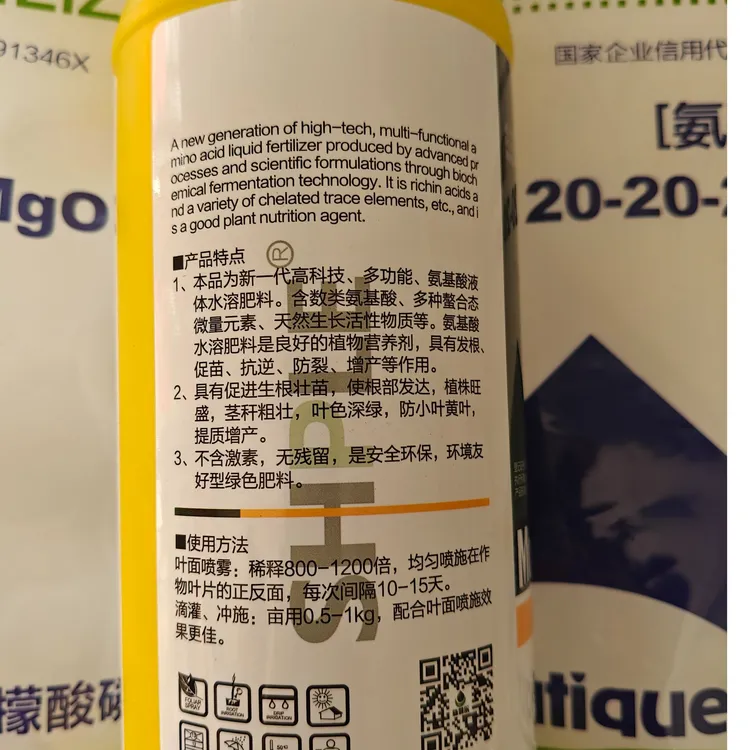 91346X
MgO
A new generation of high-tech, multi-functional a
mino acid liquid fertilizer produced by advanced pr
ocesses and scientific formulations through bioch
emical fermentation technology. It is richin acids a
nd a variety of chelated trace elements, etc., and i
s a good plant nutrition agent.
■产品特点
1、本品为新一代高科技、多功能、氨基酸液
体水溶肥料。含数类氨基酸、多种螯合态
微量元素、天然生长活性物质等。氨基酸
水溶肥料是良好的植物营养剂，具有发根、
促苗、抗逆、防裂、增产等作用。
2、具有促进生根壮苗，使根部发达，植株旺
盛，茎秆粗壮，叶色深绿，防小叶黄叶，
提质增产。
3、不含激素，无残留，是安全环保，环境友
好型绿色肥料。
SHPLE®
■使用方法
叶面喷雾：稀释800-1200倍，均匀喷施在作
物叶片的正反面，每次间隔10-15天。
滴灌、冲施：亩用0.5-1kg，配合叶面喷施效
果更佳。
FOLIAR
SPRAY
ROOT
IRRIGATION
DRIP
IRRIGATION
国家企业信用代
[氨
20-20-2
M
檬酸
tique